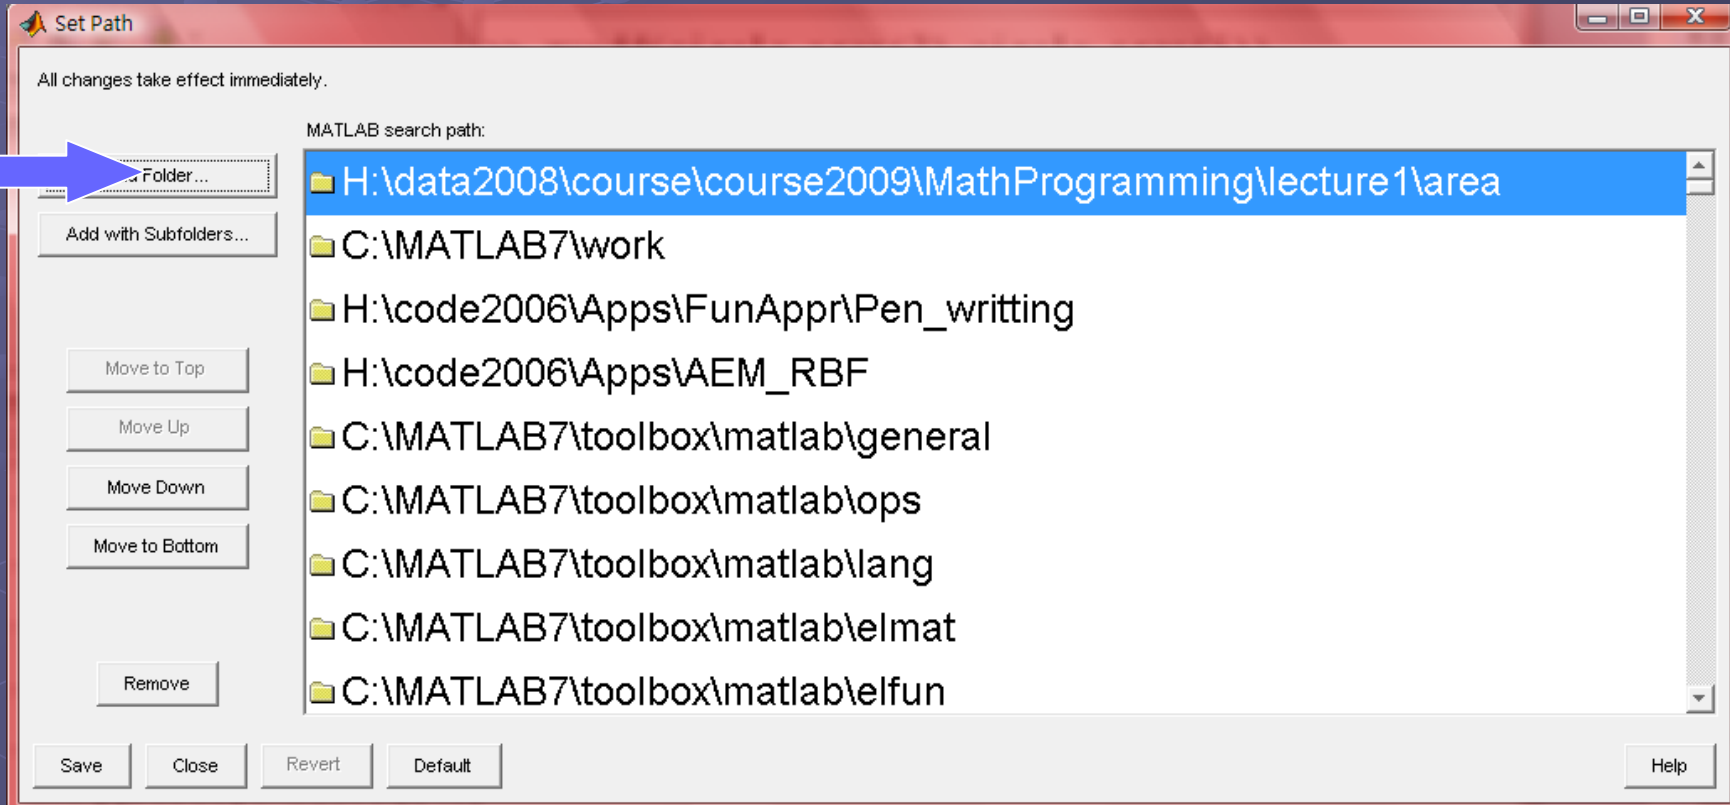 Set Path
All changes take effect immediately.
MATLAB search path:
Folder...
Add with Subfolders...
Move to Top
Move Up
Move Down
Move to Bottom
Remove
H:\data2008\course\course2009\MathProgramming\lecture1\area
C:\MATLAB7\work
H:\code2006\Apps\FunAppr\Pen_writting
H:\code2006\Apps\AEM_RBF
C:\MATLAB7\toolbox\matlab\general
C:\MATLAB7\toolbox\matlab\ops
C:\MATLAB7\toolbox\matlab\lang
C:\MATLAB7\toolbox\matlab\elmat
C:\MATLAB7\toolbox\matlab\elfun
Save
Close
Revert
Default
Help